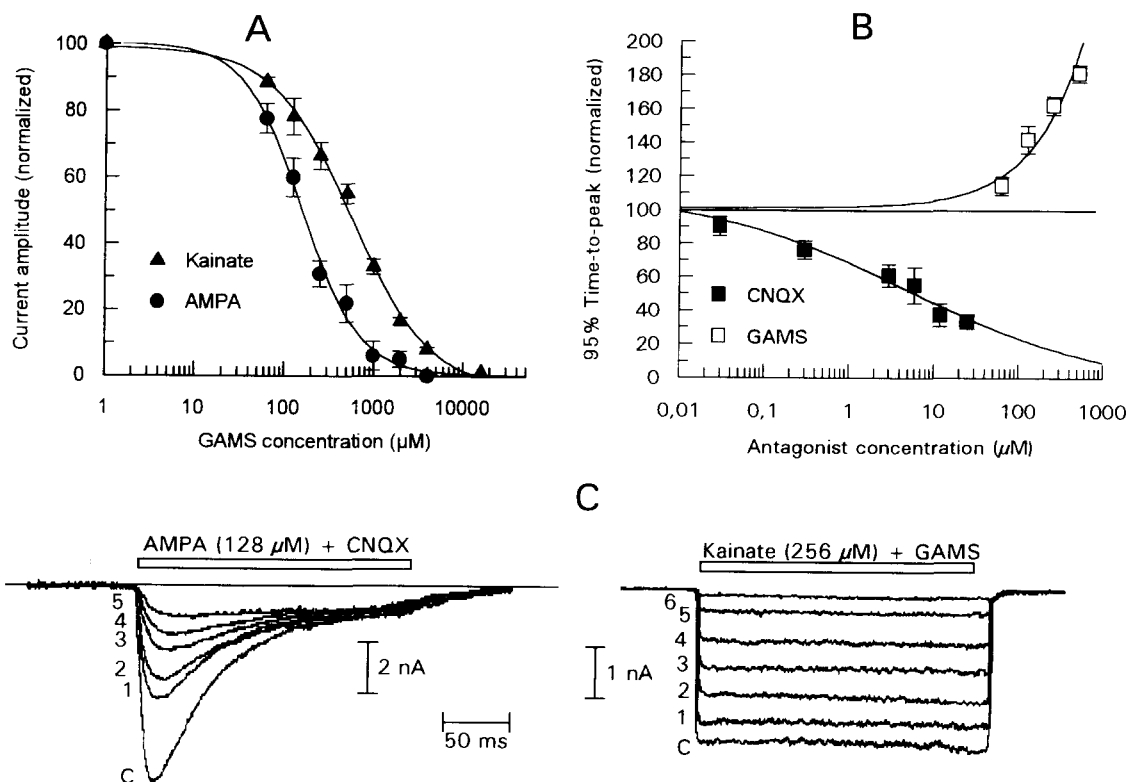 A
Current amplitude (normalized)
100
80
60
40
20
0
Kainate
AMPA
1
10
100
1000
10000
GAMS concentration (µM)
B
95% Time-to-peak (normalized)
200
180
160
140
120
100
80
60
40
20
0
CNQX
GAMS
0,01
0,1
1
10
100
1000
Antagonist concentration (µM)
C
AMPA (128 µM) + CNQX
5
4
3
2
1
C
2 nA
50 ms
Kainate (256 µM) + GAMS
6
5
4
3
2
1
C
1 nA